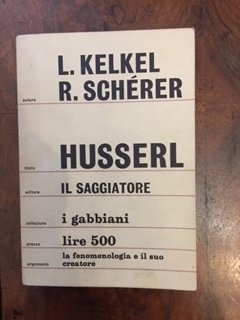 L. KELKEL
autore R. SCHÉRER
titolo HUSSERL
editore IL SAGGIATORE
collezione i gabbiani
prezzo lire 500
la fenomenologia e il suo
argomento creatore